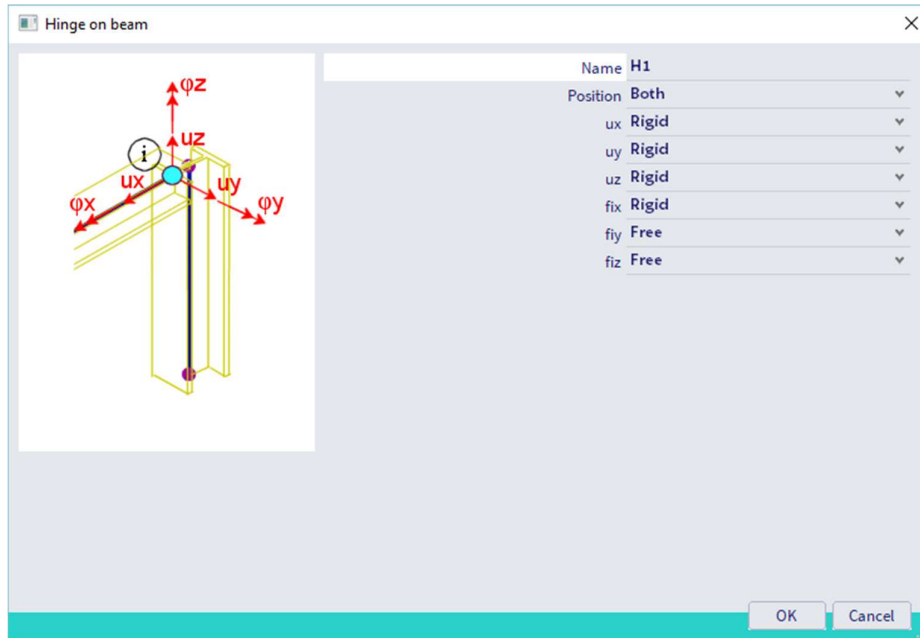 Hinge on beam
φz
uz
i
ux
uy
φx
φy
Name H1
Position Both
ux Rigid
uy Rigid
uz Rigid
fix Rigid
fiy Free
fiz Free
OK Cancel